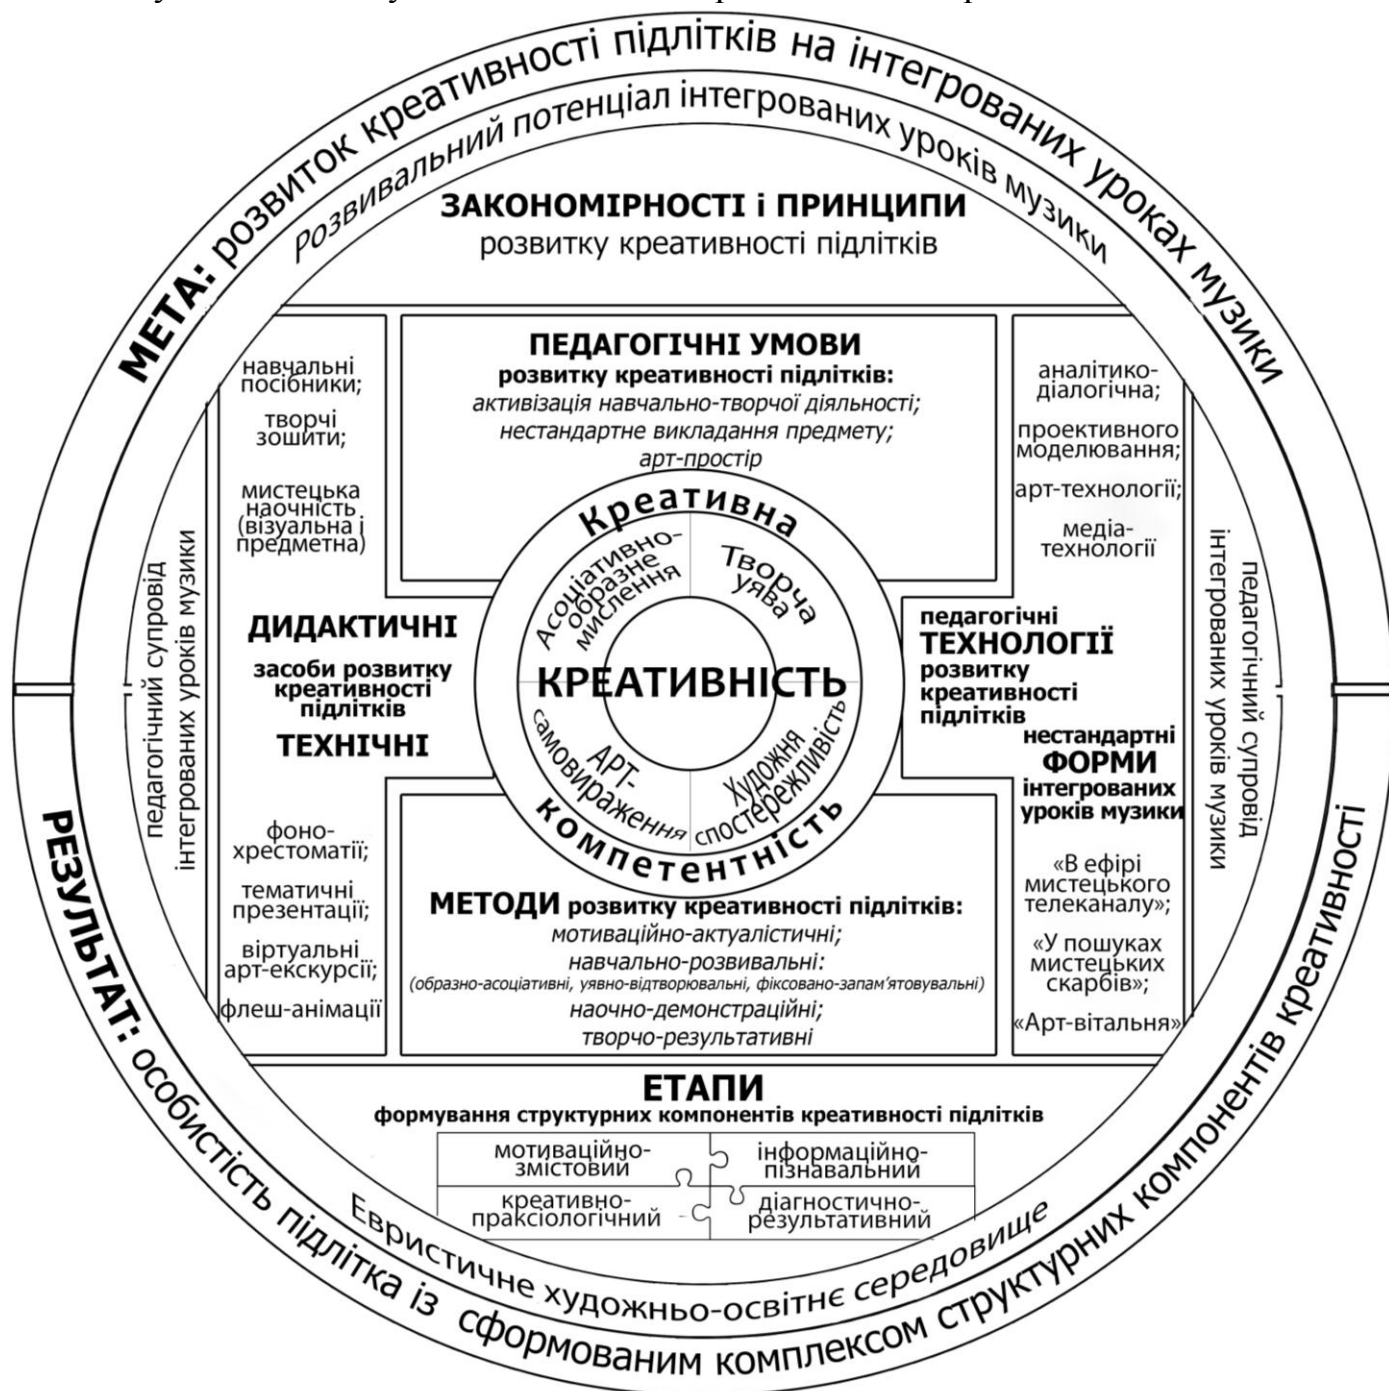 МЕТА: розвиток креативності підлітків на інтегрованих уроках музики
Розвивальний потенціал інтегрованих уроків музики
ЗАКОНОМІРНОСТІ і ПРИНЦИПИ
розвитку креативності підлітків
педагогічний супровід
інтегрованих уроків музики
навчальні
посібники;
творчі
зошити;
мистецька
наочність
(візуальна і
предметна)
ДИДАКТИЧНІ
засоби розвитку
креативності
підлітків
ТЕХНІЧНІ
фоно-
хрестоматії;
тематичні
презентації;
віртуальні
арт-екскурсії;
флеш-анімації
ПЕДАГОГІЧНІ УМОВИ
розвитку креативності підлітків:
активізація навчально-творчої діяльності;
нестандартне викладання предмету;
арт-простір
Креативна
Асоціативно-
образне
мислення
Творча
уява
КРЕАТИВНІСТЬ
АРТ-
самовираження
Художня
спостережливість
компетентність
МЕТОДИ розвитку креативності підлітків:
мотиваційно-актуалістичні;
навчально-розвивальні:
(образно-асоціативні, уявно-відтворювальні, фіксовано-запам'ятовувальні)
наочно-демонстраційні;
творчо-результативні
аналітико-
діалогічна;
проективного
моделювання;
арт-технології;
медіа-
технології
педагогічні
ТЕХНОЛОГІЇ
розвитку
креативності
підлітків
нестандартні
ФОРМИ
інтегрованих
уроків музики
«В ефірі
мистецького
телеканалу»;
«У пошуках
мистецьких
скарбів»;
«Арт-вітальня»
педагогічний супровід
інтегрованих уроків музики
ЕТАПИ
формування структурних компонентів креативності підлітків
мотиваційно-
змістовий
інформаційно-
пізнавальний
креативно-
праксіологічний
діагностично-
результативний
Евристичне художньо-освітнє середовище
РЕЗУЛЬТАТ: особистість підлітка із сформованим комплексом структурних компонентів креативності